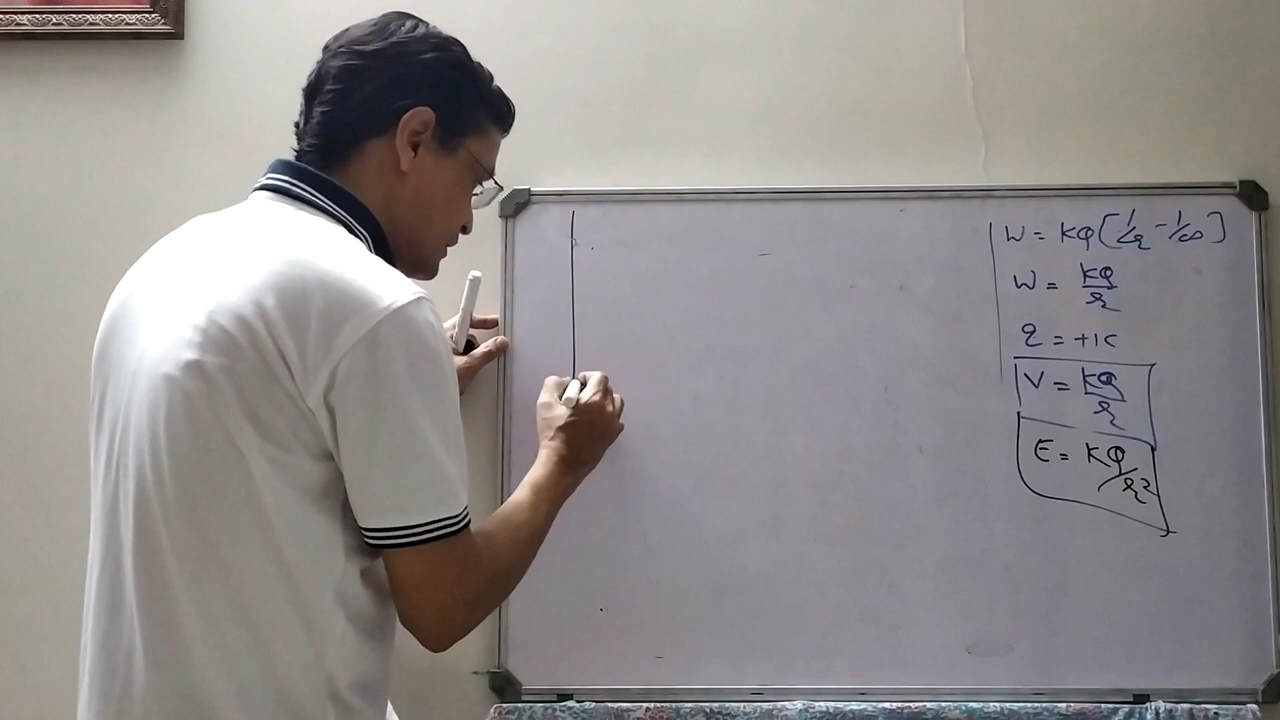 W = KQ[1/r - 1/∞]
W = KQ/r
q = +1C
V = KQ/r
E = KQ/r²